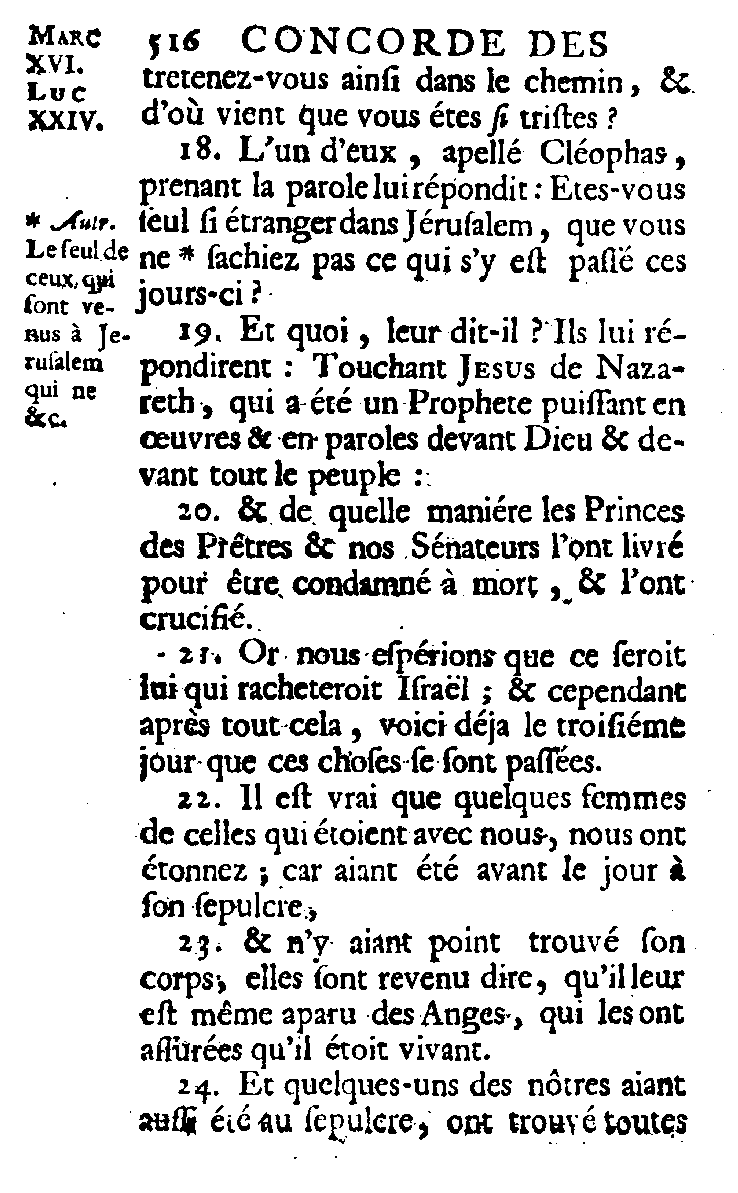 MARC
XVI.
LUC
XXIV.
516 CONCORDE DES
tretenez-vous ainſi dans le chemin, &
d'où vient que vous étes ſi triſtes ?
18. L'un d'eux, apellé Cléophas,
prenant la parole lui répondit : Etes-vous
ſeul ſi étranger dans Jéruſalem, que vous
ne * ſachiez pas ce qui s'y eſt paſſé ces
jours-ci ?
* Autr.
Le ſeul de
ceux, qui
ſont ve-
nus à Je-
ruſalem
qui ne
&c.
19. Et quoi, leur dit-il ? Ils lui ré-
pondirent : Touchant JESUS de Naza-
reth, qui a été un Prophete puiſſant en
œuvres & en paroles devant Dieu & de-
vant tout le peuple :
20. & de quelle maniére les Princes
des Prêtres & nos Sénateurs l'ont livré
pour être condamné à mort, & l'ont
crucifié.
21. Or nous eſpérions que ce ſeroit
lui qui racheteroit Iſraël ; & cependant
après tout cela, voici déja le troiſiéme
jour que ces choſes ſe ſont paſſées.
22. Il eſt vrai que quelques femmes
de celles qui étoient avec nous, nous ont
étonnez ; car aiant été avant le jour à
ſon ſepulcre,
23. & n'y aiant point trouvé ſon
corps, elles ſont revenu dire, qu'il leur
eſt même aparu des Anges, qui les ont
aſſûrées qu'il étoit vivant.
24. Et quelques-uns des nôtres aiant
auſſi été au ſepulcre, ont trouvé toutes